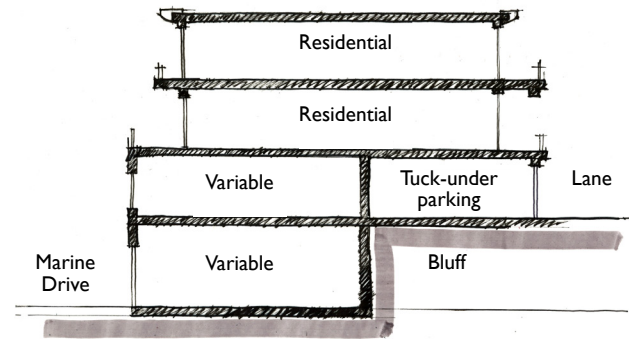 Residential
Residential
Variable
Tuck-under
parking
Lane
Marine
Drive
Variable
Bluff